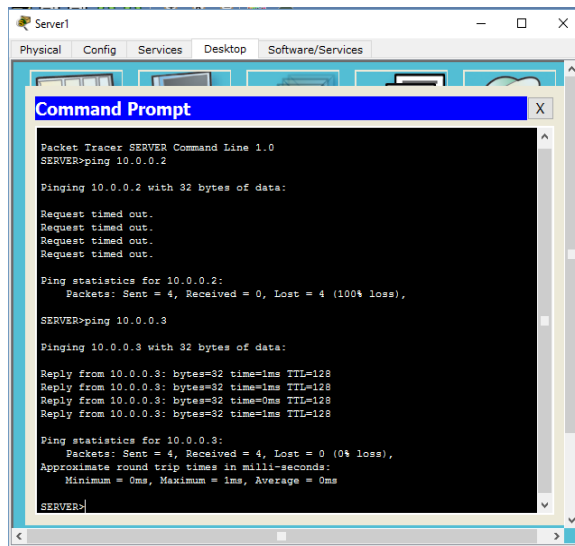 Server1
Physical Config Services Desktop Software/Services
Command Prompt X
Packet Tracer SERVER Command Line 1.0
SERVER>ping 10.0.0.2
Pinging 10.0.0.2 with 32 bytes of data:
Request timed out.
Request timed out.
Request timed out.
Request timed out.
Ping statistics for 10.0.0.2:
Packets: Sent = 4, Received = 0, Lost = 4 (100% loss),
SERVER>ping 10.0.0.3
Pinging 10.0.0.3 with 32 bytes of data:
Reply from 10.0.0.3: bytes=32 time=1ms TTL=128
Reply from 10.0.0.3: bytes=32 time=1ms TTL=128
Reply from 10.0.0.3: bytes=32 time=0ms TTL=128
Reply from 10.0.0.3: bytes=32 time=1ms TTL=128
Ping statistics for 10.0.0.3:
Packets: Sent = 4, Received = 4, Lost = 0 (0% loss),
Approximate round trip times in milli-seconds:
Minimum = 0ms, Maximum = 1ms, Average = 0ms
SERVER>